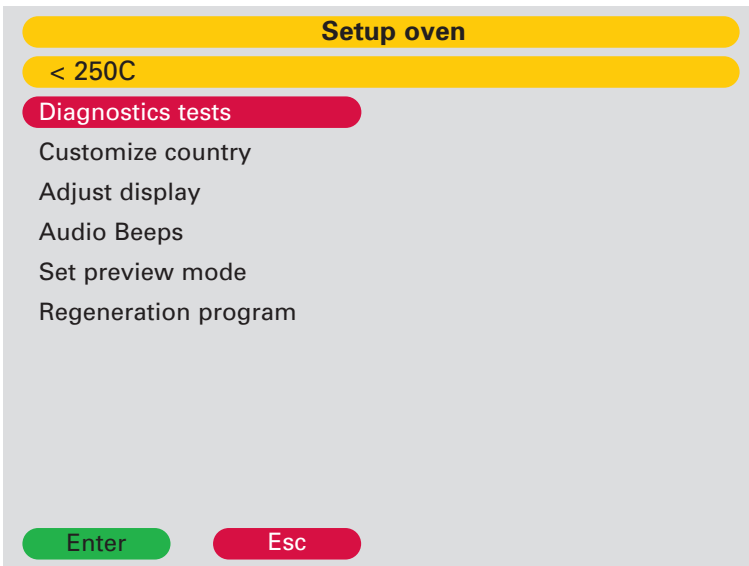 Setup oven
< 250C
Diagnostics tests
Customize country
Adjust display
Audio Beeps
Set preview mode
Regeneration program
Enter Esc